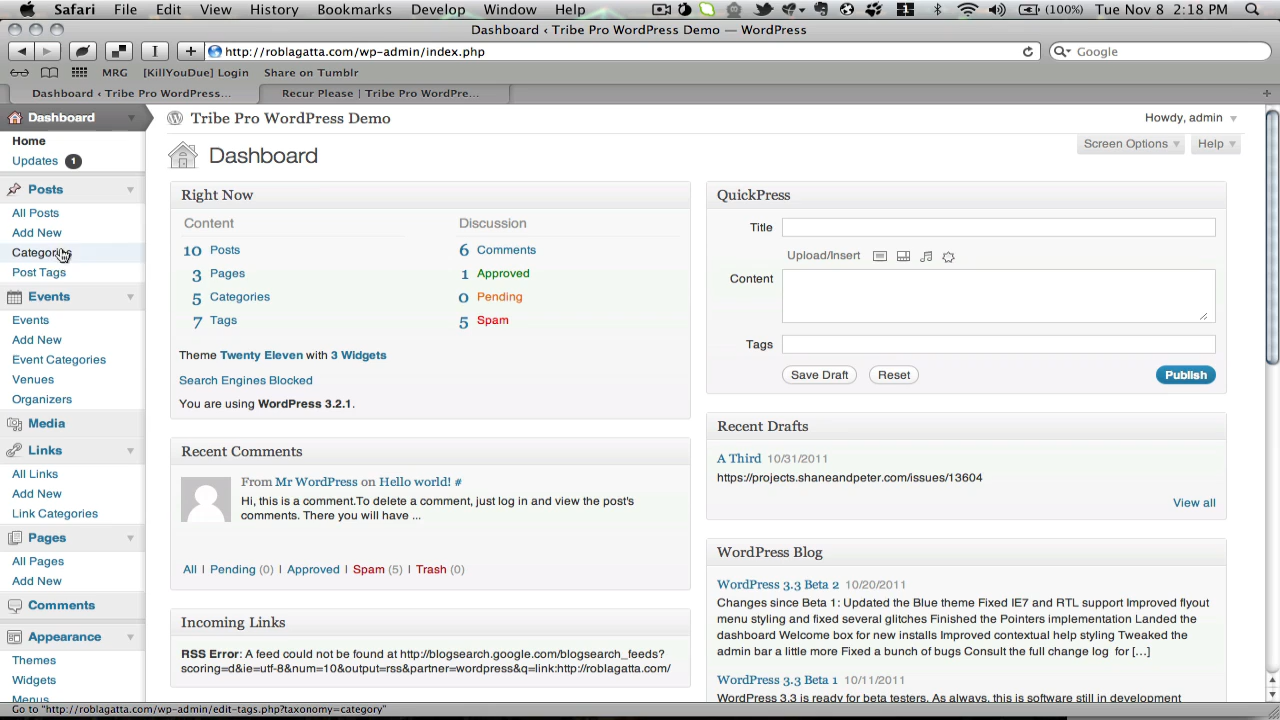 Safari File Edit View History Bookmarks Develop Window Help (100%) Tue Nov 8 2:18 PM
Dashboard ‹ Tribe Pro WordPress Demo — WordPress
http://roblagatta.com/wp-admin/index.php Google
MRG [KillYouDue] Login Share on Tumblr
Dashboard ‹ Tribe Pro WordPress... Recur Please | Tribe Pro WordPre...
Dashboard
Home
Updates 1
Posts
All Posts
Add New
Categories
Post Tags
Events
Events
Add New
Event Categories
Venues
Organizers
Media
Links
All Links
Add New
Link Categories
Pages
All Pages
Add New
Comments
Appearance
Themes
Widgets
Menus
Tribe Pro WordPress Demo
Howdy, admin
Screen Options Help
Dashboard
Right Now
Content Discussion
10 Posts 6 Comments
3 Pages 1 Approved
5 Categories 0 Pending
7 Tags 5 Spam
Theme Twenty Eleven with 3 Widgets
Search Engines Blocked
You are using WordPress 3.2.1.
Recent Comments
From Mr WordPress on Hello world! #
Hi, this is a comment.To delete a comment, just log in and view the post's
comments. There you will have ...
All | Pending (0) | Approved | Spam (5) | Trash (0)
Incoming Links
RSS Error: A feed could not be found at http://blogsearch.google.com/blogsearch_feeds?
scoring=d&ie=utf-8&num=10&output=rss&partner=wordpress&q=link:http://roblagatta.com/
QuickPress
Title
Upload/Insert
Content
Tags
Save Draft Reset Publish
Recent Drafts
A Third 10/31/2011
https://projects.shaneandpeter.com/issues/13604
View all
WordPress Blog
WordPress 3.3 Beta 2 10/20/2011
Changes since Beta 1: Updated the Blue theme Fixed IE7 and RTL support Improved flyout
menu styling and fixed several glitches Finished the Pointers implementation Landed the
dashboard Welcome box for new installs Improved contextual help styling Tweaked the
admin bar a little more Fixed a bunch of bugs Consult the full change log for [...]
WordPress 3.3 Beta 1 10/11/2011
WordPress 3.3 is ready for beta testers. As always, this is software still in development
Go to "http://roblagatta.com/wp-admin/edit-tags.php?taxonomy=category"